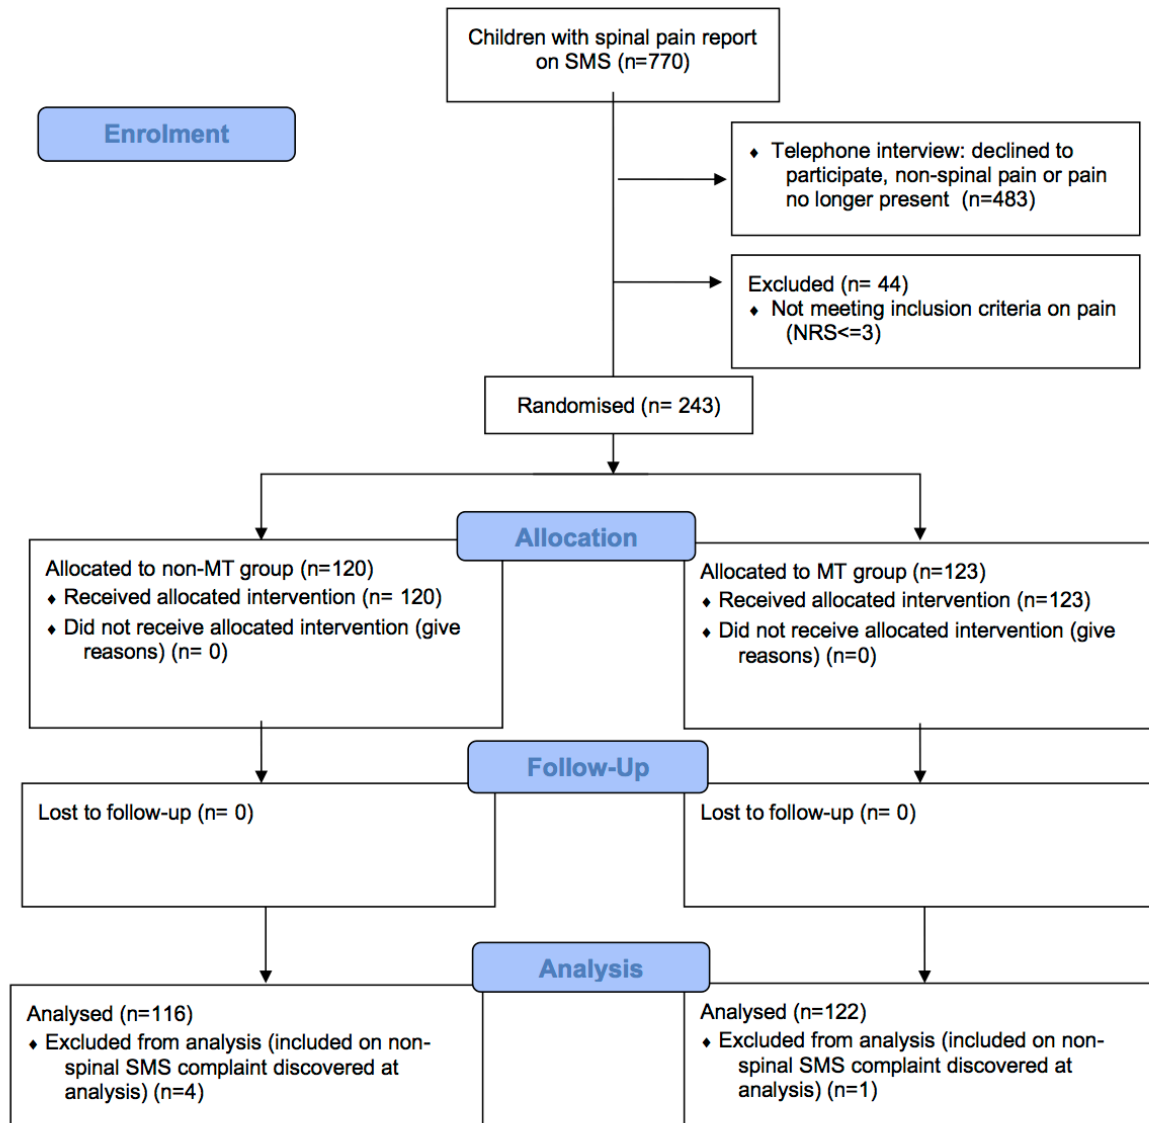 Children with spinal pain report
on SMS (n=770)
Enrolment
♦ Telephone interview: declined to
participate, non-spinal pain or pain
no longer present (n=483)
Excluded (n= 44)
♦ Not meeting inclusion criteria on pain
(NRS<=3)
Randomised (n= 243)
Allocation
Allocated to non-MT group (n=120)
♦ Received allocated intervention (n= 120)
♦ Did not receive allocated intervention (give
reasons) (n= 0)
Allocated to MT group (n=123)
♦ Received allocated intervention (n=123)
♦ Did not receive allocated intervention (give
reasons) (n=0)
Follow-Up
Lost to follow-up (n= 0)
Lost to follow-up (n= 0)
Analysis
Analysed (n=116)
♦ Excluded from analysis (included on non-
spinal SMS complaint discovered at
analysis) (n=4)
Analysed (n=122)
♦ Excluded from analysis (included on non-
spinal SMS complaint discovered at
analysis) (n=1)